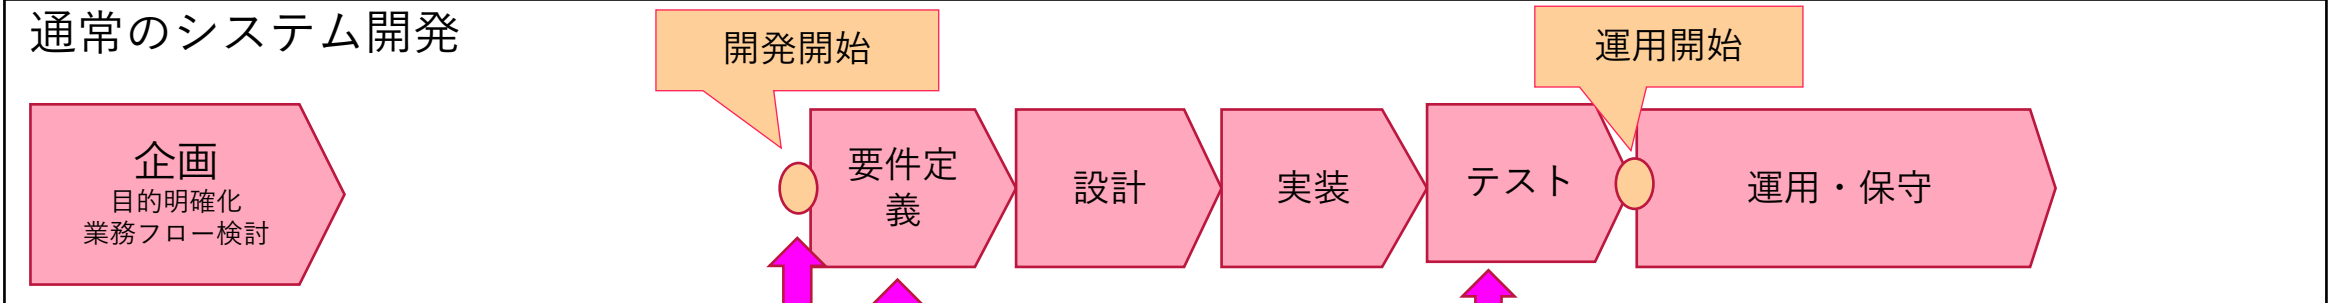 通常のシステム開発
開発開始
運用開始
企画
目的明確化
業務フロー検討
要件定
義
設計
実装
テスト
運用・保守